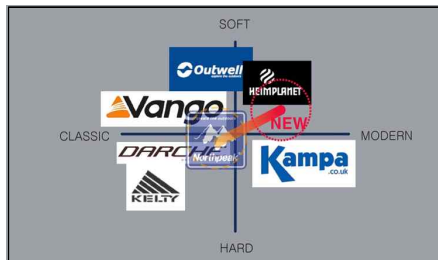 SOFT
Outwell
HEIMPLANET
Vango
NEW
CLASSIC
MODERN
DARCHE
Northpeak
Kampa
.co.uk
KELTY
HARD